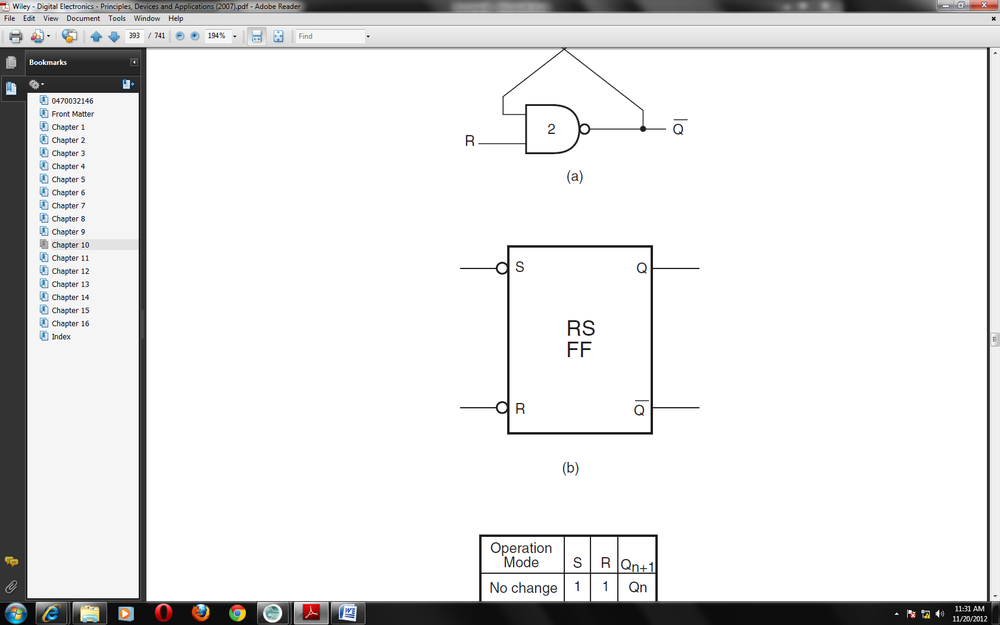 Wiley - Digital Electronics - Principles, Devices and Applications (2007).pdf - Adobe Reader
File Edit View Document Tools Window Help
393 / 741 194% Find
Bookmarks
0470032146
Front Matter
Chapter 1
Chapter 2
Chapter 3
Chapter 4
Chapter 5
Chapter 6
Chapter 7
Chapter 8
Chapter 9
Chapter 10
Chapter 11
Chapter 12
Chapter 13
Chapter 14
Chapter 15
Chapter 16
Index
2
Q̅
R
(a)
S Q
RS
FF
R Q̅
(b)
Operation
Mode S R Qn+1
No change 1 1 Qn
11:31 AM
11/20/2012